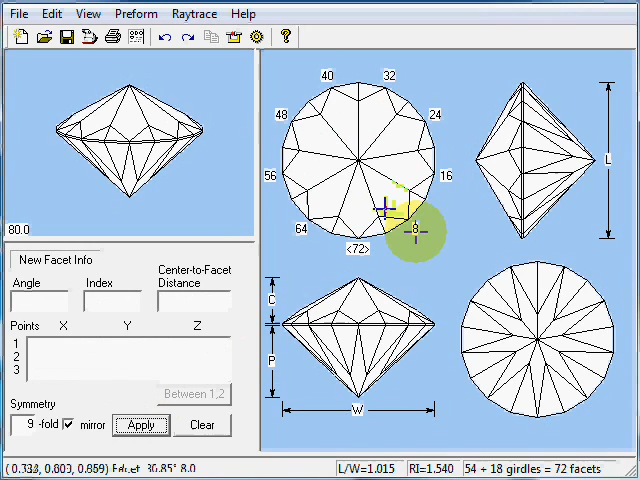 File Edit View Preform Raytrace Help
40 32
48 24
56 16
64 8
<72>
L
80.0
New Facet Info
Angle Index Center-to-Facet Distance
Points X Y Z
1
2
3
Between 1,2
Symmetry
9 -fold mirror Apply Clear
C
P
W
L/W=1.015 RI=1.540 54 + 18 girdles = 72 facets